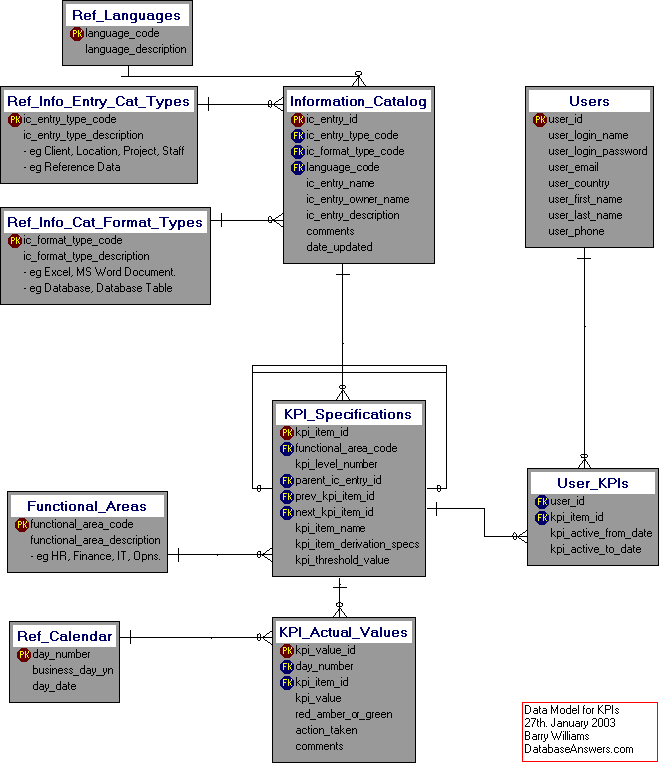 Ref_Languages
PK language_code
language_description
Ref_Info_Entry_Cat_Types
PK ic_entry_type_code
ic_entry_type_description
- eg Client, Location, Project, Staff
- eg Reference Data
Information_Catalog
PK ic_entry_id
FK ic_entry_type_code
FK ic_format_type_code
FK language_code
ic_entry_name
ic_entry_owner_name
ic_entry_description
comments
date_updated
Users
PK user_id
user_login_name
user_login_password
user_email
user_country
user_first_name
user_last_name
user_phone
Ref_Info_Cat_Format_Types
PK ic_format_type_code
ic_format_type_description
- eg Excel, MS Word Document.
- eg Database, Database Table
KPI_Specifications
PK kpi_item_id
FK functional_area_code
kpi_level_number
FK parent_ic_entry_id
FK prev_kpi_item_id
FK next_kpi_item_id
kpi_item_name
kpi_item_derivation_specs
kpi_threshold_value
User_KPIs
FK user_id
FK kpi_item_id
kpi_active_from_date
kpi_active_to_date
Functional_Areas
PK functional_area_code
functional_area_description
- eg HR, Finance, IT, Opns.
Ref_Calendar
PK day_number
business_day_yn
day_date
KPI_Actual_Values
PK kpi_value_id
FK day_number
FK kpi_item_id
kpi_value
red_amber_or_green
action_taken
comments
Data Model for KPIs
27th. January 2003
Barry Williams
DatabaseAnswers.com